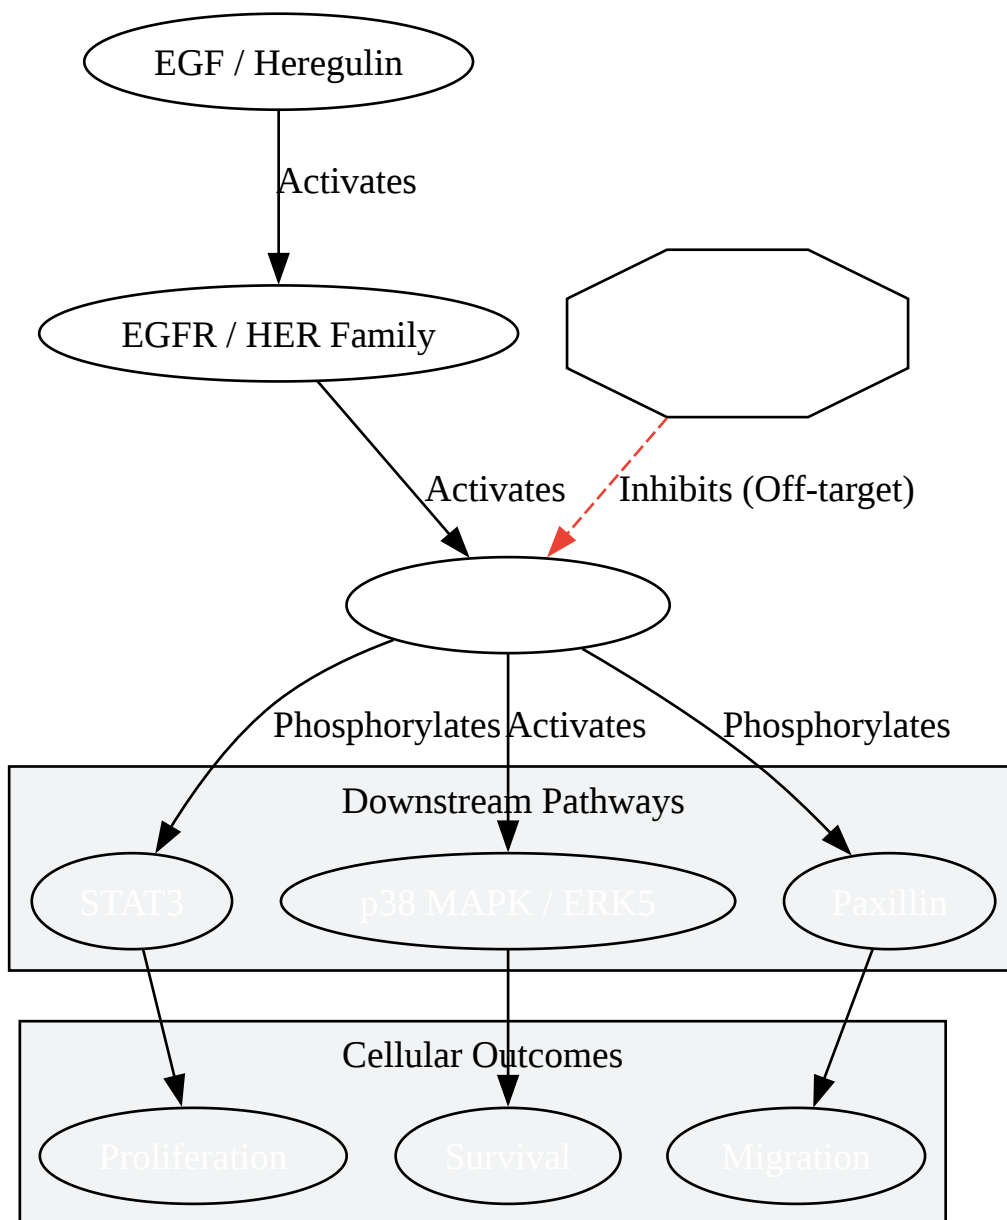 EGF / Heregulin
Activates
EGFR / HER Family
Activates
Inhibits (Off-target)
Phosphorylates
Activates
Phosphorylates
Downstream Pathways
STAT3
p38 MAPK / ERK5
Paxillin
Cellular Outcomes
Proliferation
Survival
Migration